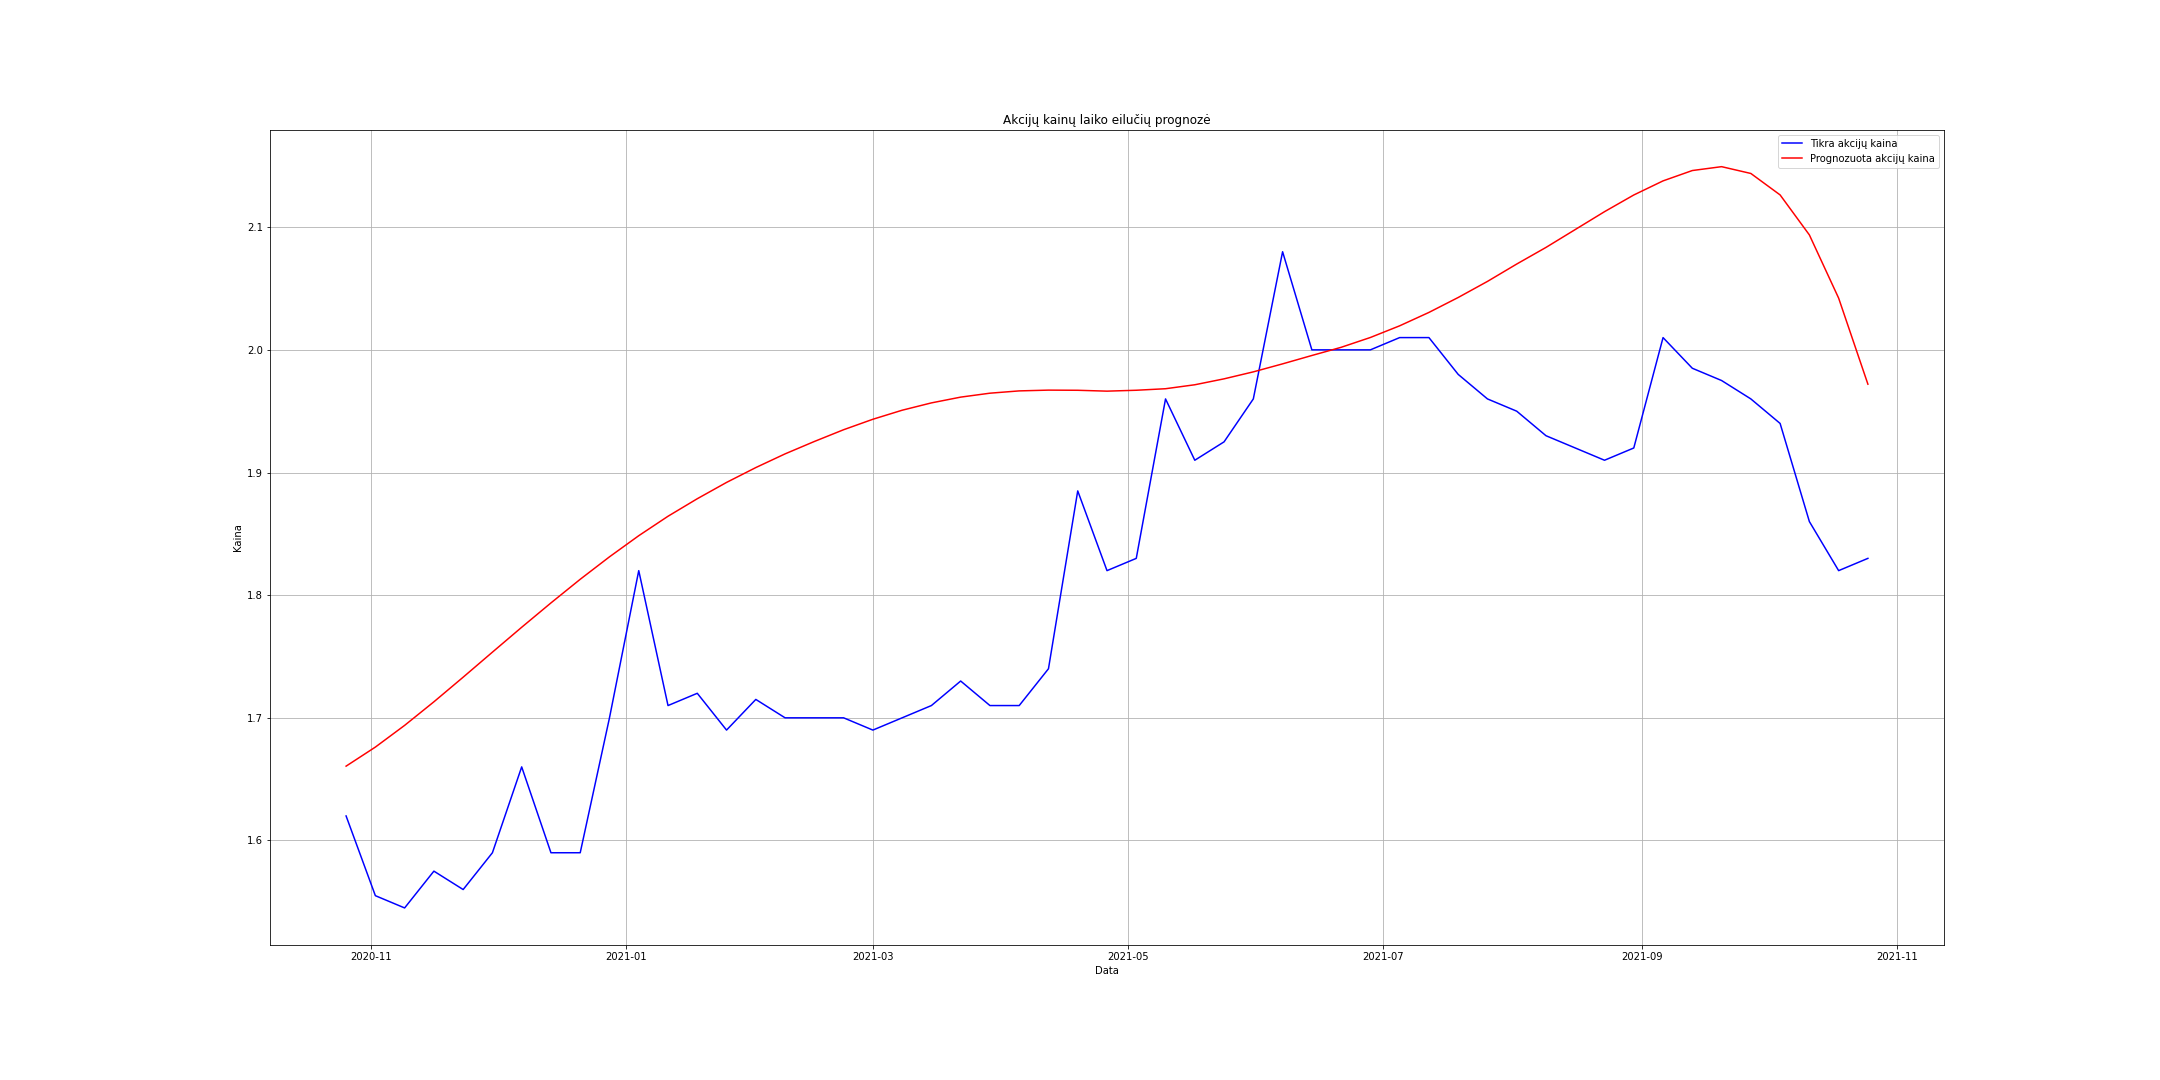 Akcijų kainų laiko eilučių prognozė
Tikra akcijų kaina
Prognozuota akcijų kaina
2.1
2.0
1.9
1.8
1.7
1.6
Kaina
2020-11
2021-01
2021-03
2021-05
2021-07
2021-09
2021-11
Data